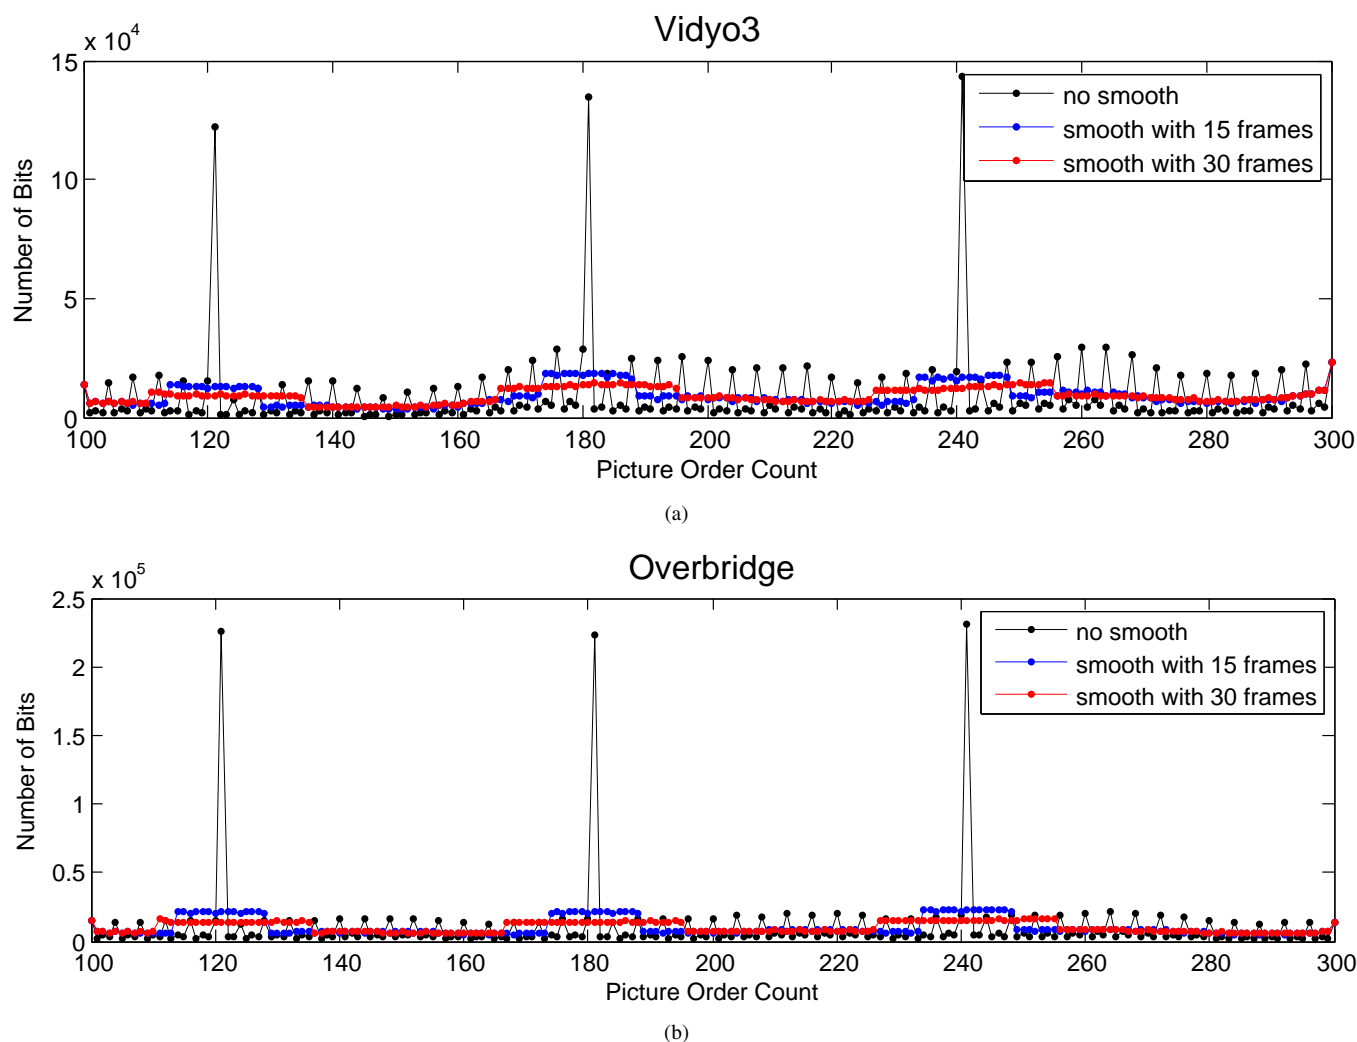 Vidyo3
x 10^4
15
10
5
0
Number of Bits
no smooth
smooth with 15 frames
smooth with 30 frames
100 120 140 160 180 200 220 240 260 280 300
Picture Order Count
(a)
Overbridge
x 10^5
2.5
2
1.5
1
0.5
0
Number of Bits
no smooth
smooth with 15 frames
smooth with 30 frames
100 120 140 160 180 200 220 240 260 280 300
Picture Order Count
(b)